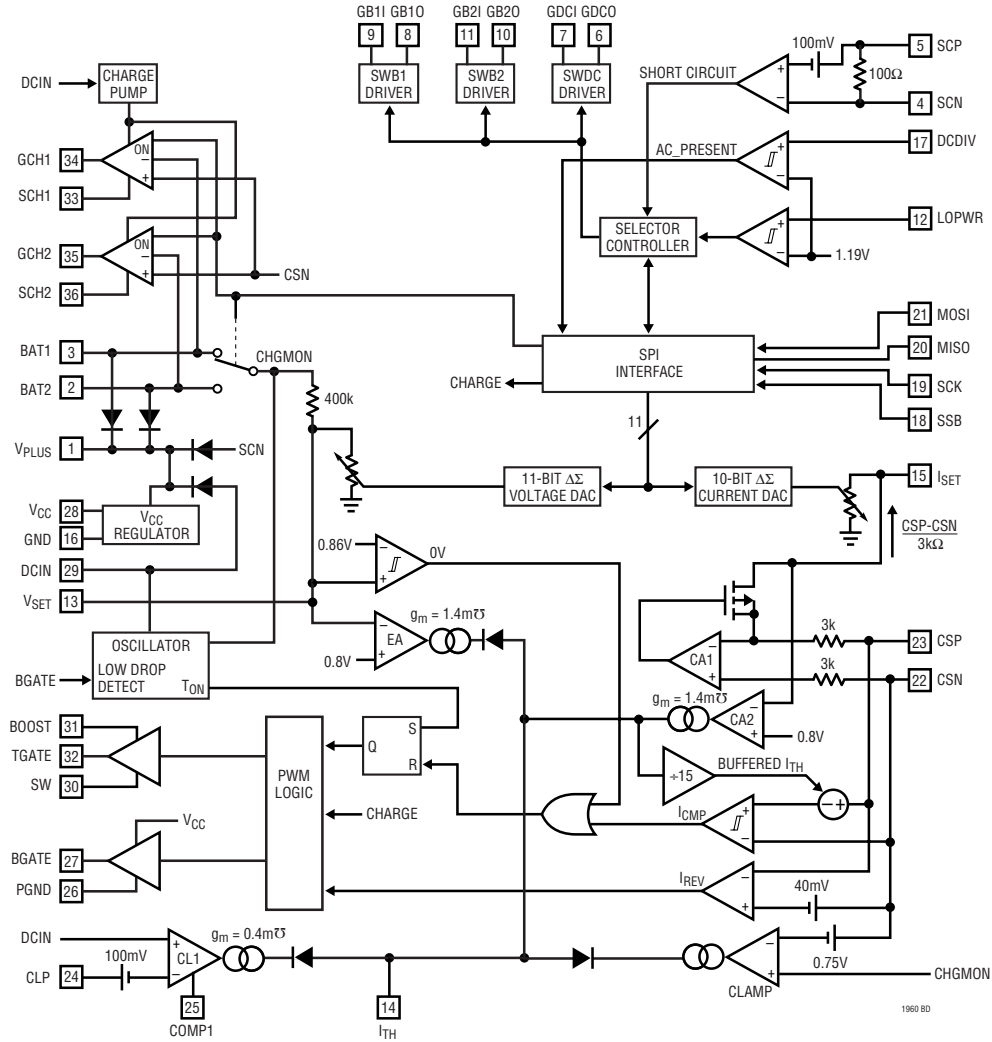 GB1I GB1O GB2I GB2O GDCI GDCO
9 8 11 10 7 6
SWB1 DRIVER
SWB2 DRIVER
SWDC DRIVER
100mV
5 SCP
SHORT CIRCUIT
+
100Ω
–
4 SCN
DCIN
CHARGE PUMP
17 DCDIV
AC_PRESENT
+
–
GCH1 34
ON
–
+
SCH1 33
12 LOPWR
SELECTOR CONTROLLER
+
–
1.19V
GCH2 35
ON
–
+
CSN
SCH2 36
21 MOSI
20 MISO
19 SCK
18 SSB
SPI INTERFACE
CHARGE
BAT1 3
CHGMON
BAT2 2
400k
11
VPLUS 1
SCN
11-BIT ΔΣ VOLTAGE DAC
10-BIT ΔΣ CURRENT DAC
15 ISET
VCC 28
VCC REGULATOR
GND 16
CSP-CSN
3kΩ
DCIN 29
0.86V
–
+
0V
VSET 13
gm = 1.4m℧
–
EA
+
0.8V
OSCILLATOR
LOW DROP DETECT
TON
BGATE
3k
–
CA1
+
23 CSP
3k
22 CSN
gm = 1.4m℧
–
CA2
+
0.8V
BOOST 31
TGATE 32
SW 30
PWM LOGIC
S
Q
R
÷15
BUFFERED ITH
–+
CHARGE
ICMP
+
–
VCC
BGATE 27
PGND 26
IREV
–
+
40mV
DCIN
gm = 0.4m℧
100mV
+
CL1
–
CLP 24
25
COMP1
14
ITH
–
+
CLAMP
0.75V
CHGMON
1960 BD